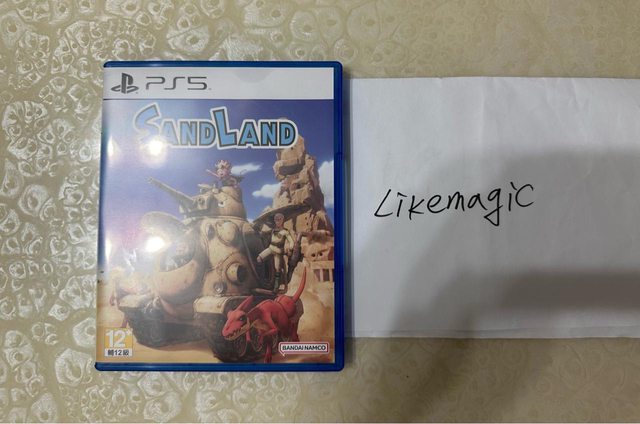 PS5
SAND LAND
12+
輔12級
BANDAI NAMCO
Likemagic